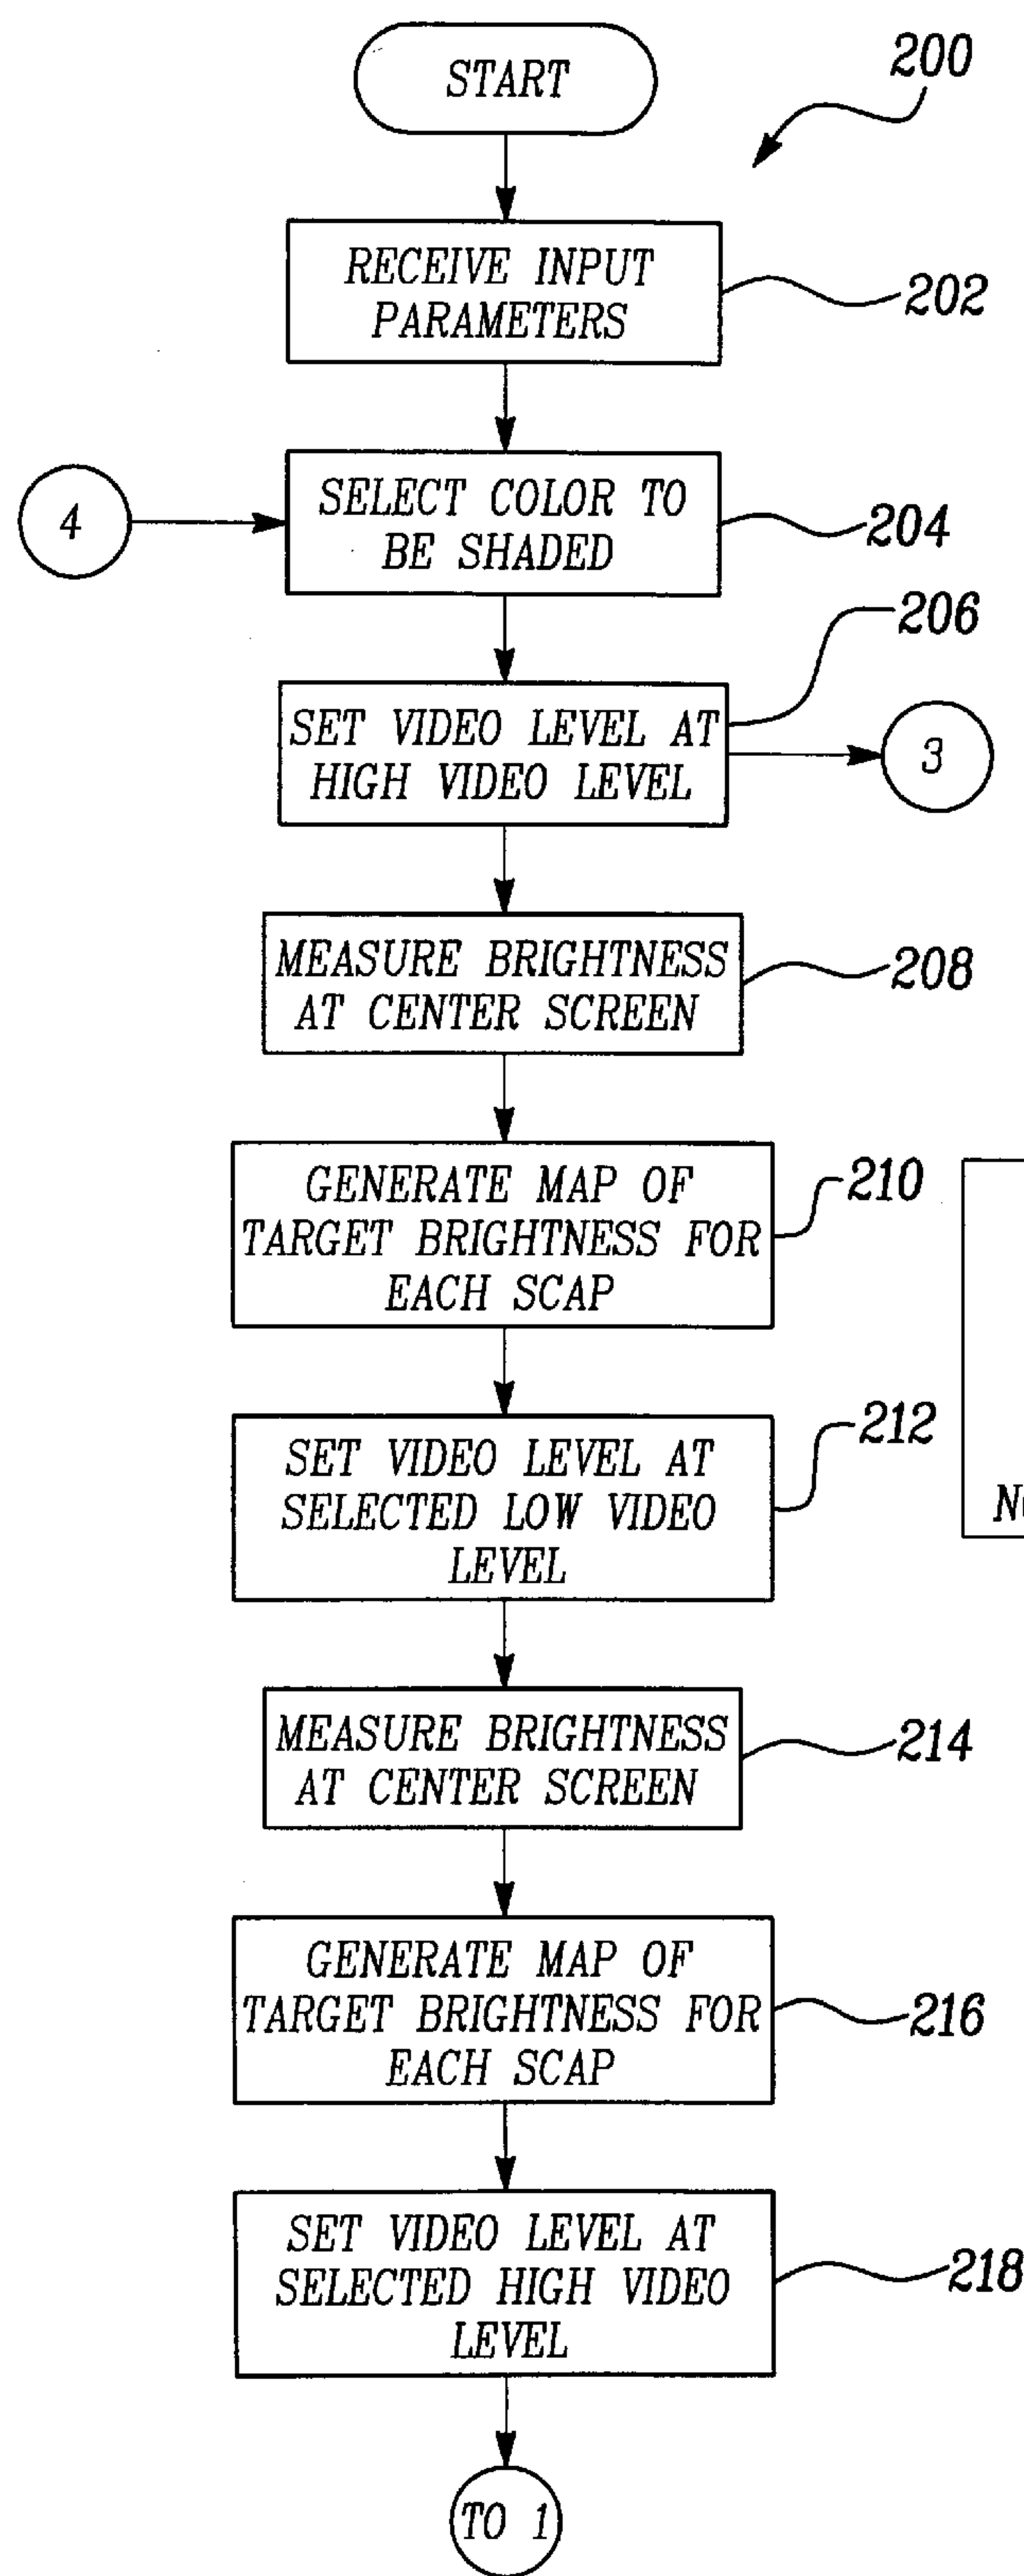 START
200
RECEIVE INPUT
PARAMETERS
202
4
SELECT COLOR TO
BE SHADED
204
206
SET VIDEO LEVEL AT
HIGH VIDEO LEVEL
3
MEASURE BRIGHTNESS
AT CENTER SCREEN
208
GENERATE MAP OF
TARGET BRIGHTNESS FOR
EACH SCAP
210
SET VIDEO LEVEL AT
SELECTED LOW VIDEO
LEVEL
212
MEASURE BRIGHTNESS
AT CENTER SCREEN
214
GENERATE MAP OF
TARGET BRIGHTNESS FOR
EACH SCAP
216
SET VIDEO LEVEL AT
SELECTED HIGH VIDEO
LEVEL
218
TO 1